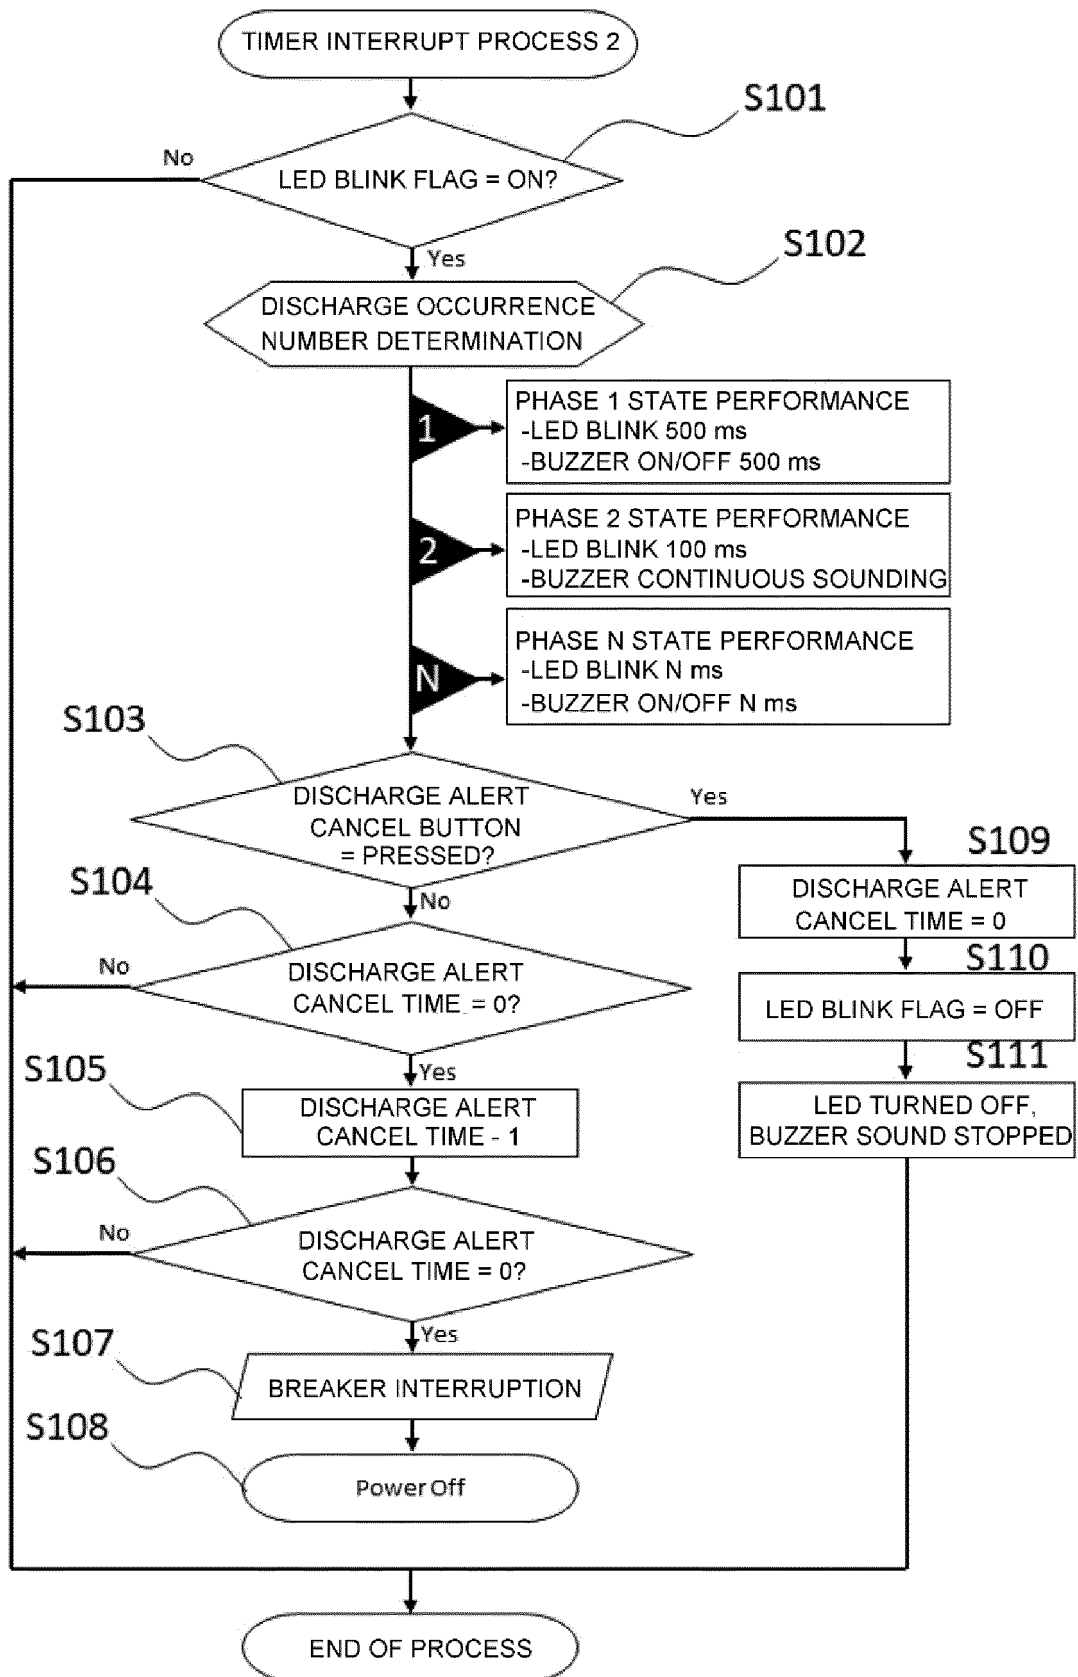 TIMER INTERRUPT PROCESS 2
S101
No
LED BLINK FLAG = ON?
Yes
S102
DISCHARGE OCCURRENCE
NUMBER DETERMINATION
1
PHASE 1 STATE PERFORMANCE
-LED BLINK 500 ms
-BUZZER ON/OFF 500 ms
2
PHASE 2 STATE PERFORMANCE
-LED BLINK 100 ms
-BUZZER CONTINUOUS SOUNDING
N
PHASE N STATE PERFORMANCE
-LED BLINK N ms
-BUZZER ON/OFF N ms
S103
DISCHARGE ALERT
CANCEL BUTTON
= PRESSED?
Yes
No
S109
DISCHARGE ALERT
CANCEL TIME = 0
S104
No
DISCHARGE ALERT
CANCEL TIME = 0?
Yes
S110
LED BLINK FLAG = OFF
S111
LED TURNED OFF,
BUZZER SOUND STOPPED
S105
DISCHARGE ALERT
CANCEL TIME - 1
S106
No
DISCHARGE ALERT
CANCEL TIME = 0?
Yes
S107
BREAKER INTERRUPTION
S108
Power Off
END OF PROCESS